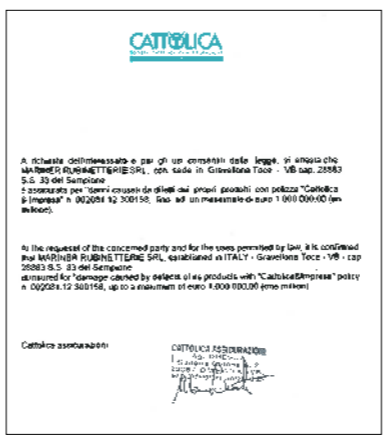 CATTOLICA
A richiesta dell'interessato e per gli usi consentiti dalla legge, si attesta che
MARINER RUBINETTERIE SRL, con sede in Gravellona Toce - VB cap. 28883
S.S. 33 del Sempione
è assicurata per "danni causati da difetti dei propri prodotti con polizza "Cattolica
& Impresa" n. 002081.12.300158, fino ad un massimale di euro 1.000.000,00 (un
milione).
At the request of the concerned party and for the uses permitted by law, it is confirmed
that MARINER RUBINETTERIE SRL, established in ITALY - Gravellona Toce - VB - cap
28883 S.S. 33 del Sempione
is insured for "damage caused by defects of its products with "Cattolica&Impresa" policy
n. 002081.12.300158, up to a maximum of euro 1.000.000,00 (one million)
Cattolica assicurazioni
CATTOLICA ASSICURAZIONI